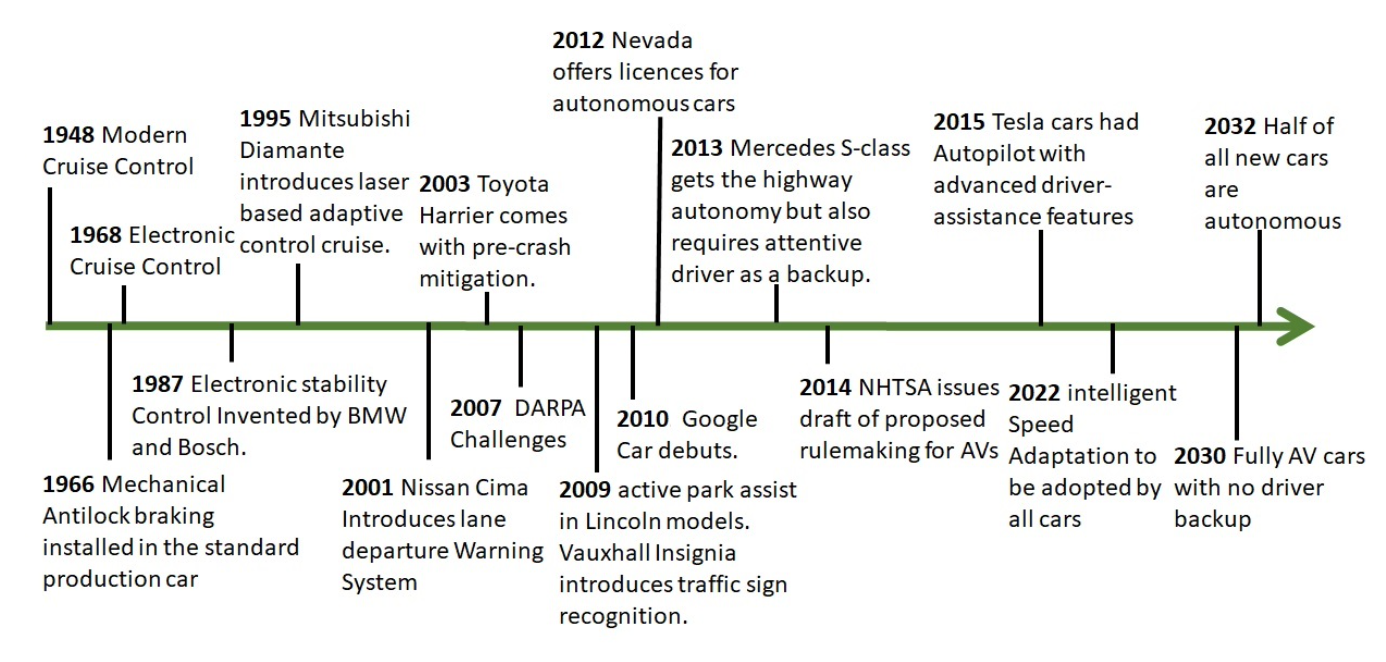 2012 Nevada
offers licences for
autonomous cars
1948 Modern
Cruise Control
1968 Electronic
Cruise Control
1995 Mitsubishi
Diamante
introduces laser
based adaptive
control cruise.
2003 Toyota
Harrier comes
with pre-crash
mitigation.
2013 Mercedes S-class
gets the highway
autonomy but also
requires attentive
driver as a backup.
2015 Tesla cars had
Autopilot with
advanced driver-
assistance features
2032 Half of
all new cars
are
autonomous
1966 Mechanical
Antilock braking
installed in the standard
production car
1987 Electronic stability
Control Invented by BMW
and Bosch.
2001 Nissan Cima
Introduces lane
departure Warning
System
2007 DARPA
Challenges
2009 active park assist
in Lincoln models.
Vauxhall Insignia
introduces traffic sign
recognition.
2010 Google
Car debuts.
2014 NHTSA issues
draft of proposed
rulemaking for AVs
2022 intelligent
Speed
Adaptation to
be adopted by
all cars
2030 Fully AV cars
with no driver
backup